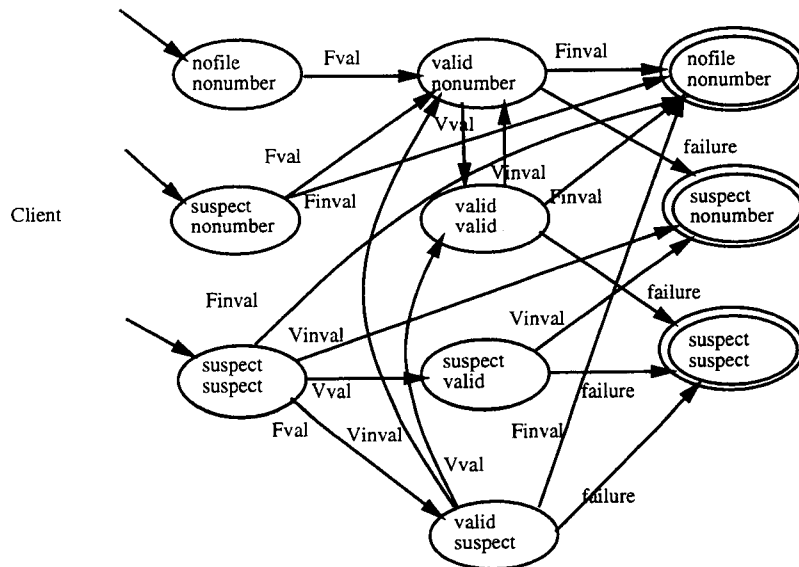 nofile
nonumber
Fval
valid
nonumber
Finval
nofile
nonumber
Vval
failure
Fval
Client
suspect
nonumber
Finval
Vinval
valid
valid
Finval
suspect
nonumber
Finval
Vinval
failure
Vinval
suspect
suspect
Vval
suspect
valid
failure
suspect
suspect
Fval
Vinval
Vval
Finval
failure
valid
suspect